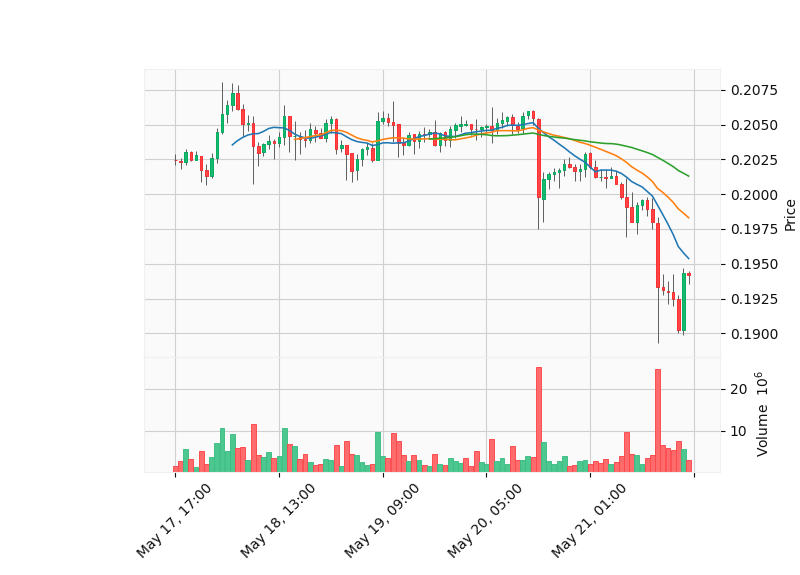 0.2075
0.2050
0.2025
0.2000
0.1975
0.1950
0.1925
0.1900
Price
20
10
Volume 10^6
May 17, 17:00
May 18, 13:00
May 19, 09:00
May 20, 05:00
May 21, 01:00